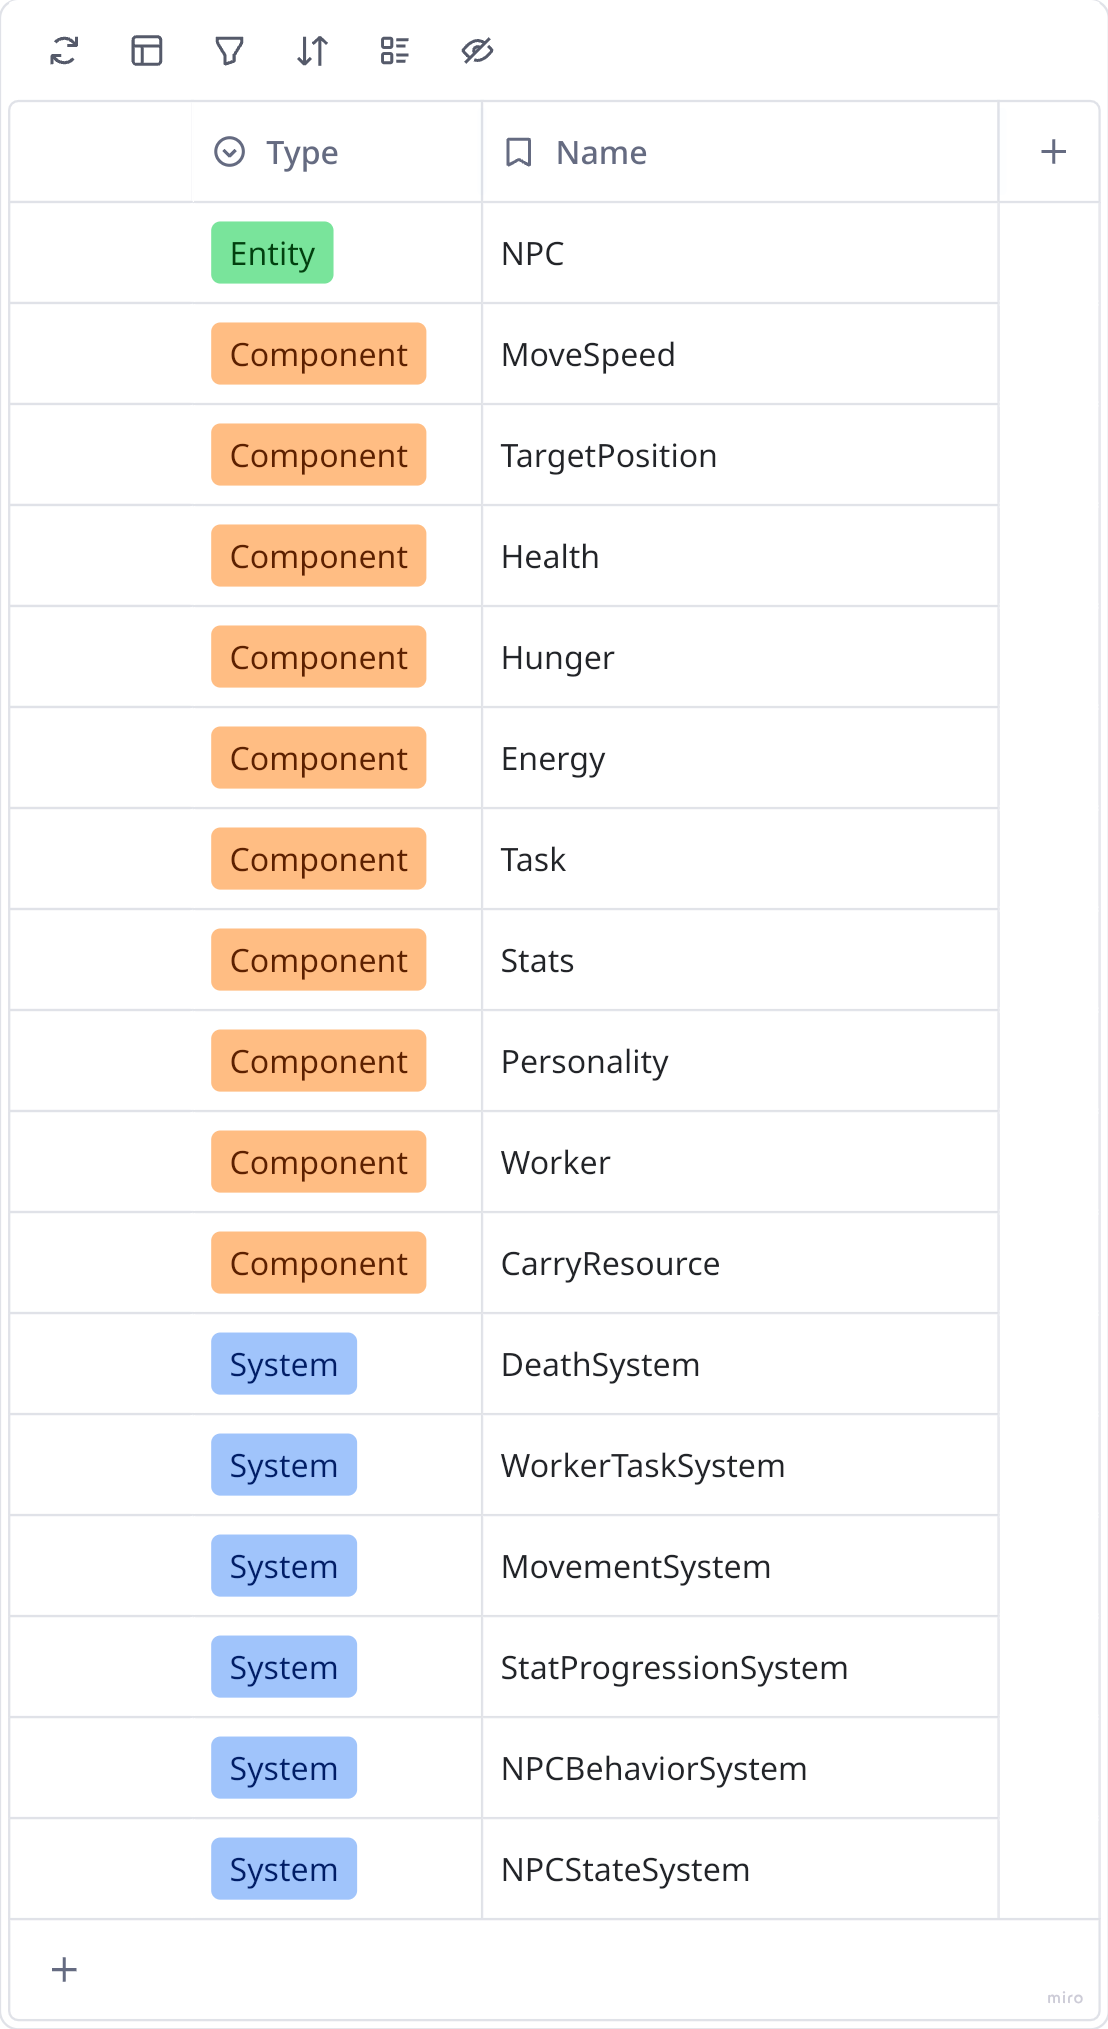 Type Name
Entity NPC
Component MoveSpeed
Component TargetPosition
Component Health
Component Hunger
Component Energy
Component Task
Component Stats
Component Personality
Component Worker
Component CarryResource
System DeathSystem
System WorkerTaskSystem
System MovementSystem
System StatProgressionSystem
System NPCBehaviorSystem
System NPCStateSystem
miro